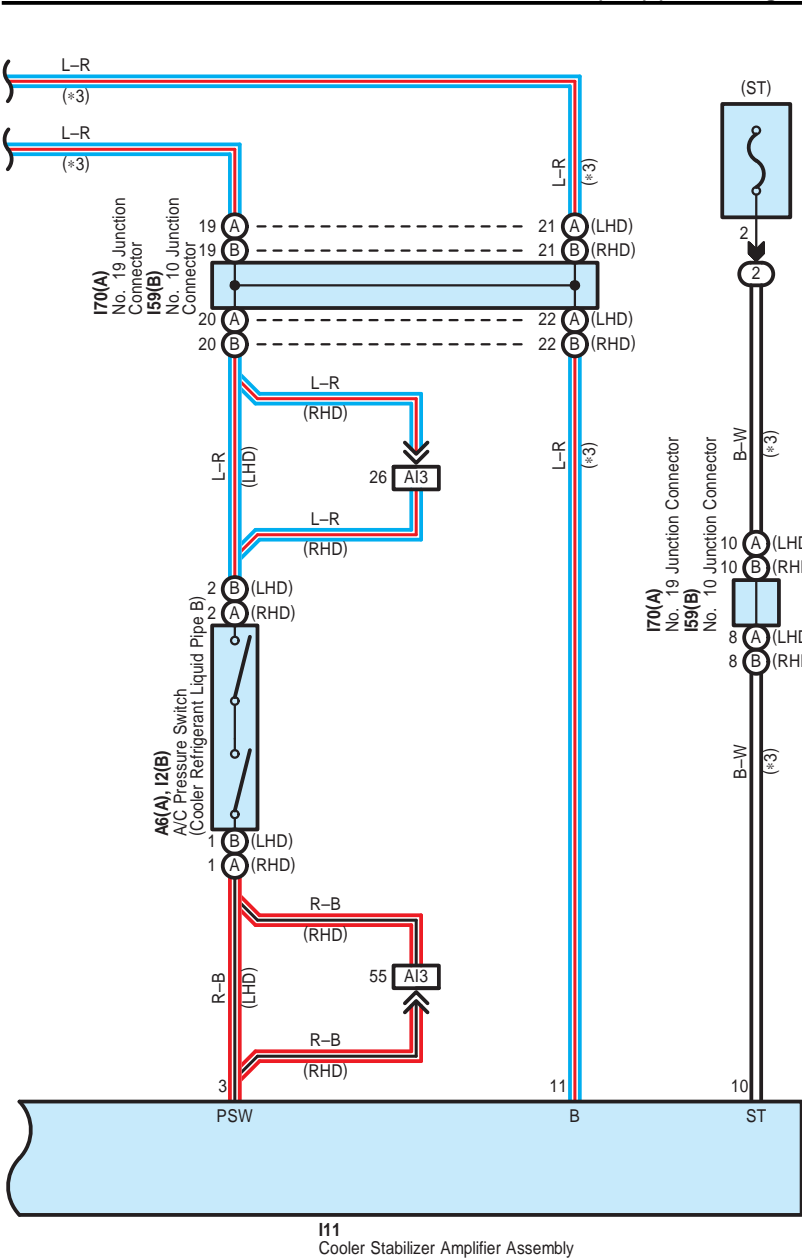 L–R
(∗3)
L–R
(∗3)
(ST)
L–R
(∗3)
2
2
I70(A)
No. 19 Junction
Connector
I59(B)
No. 10 Junction
Connector
19 A
21 A (LHD)
19 B
21 B (RHD)
20 A
22 A (LHD)
20 B
22 B (RHD)
L–R
(RHD)
L–R
(LHD)
26 AI3
L–R
(RHD)
L–R
(∗3)
B–W
(∗3)
I70(A)
No. 19 Junction Connector
I59(B)
No. 10 Junction Connector
10 A (LHD
10 B (RHD
8 A (LHD
8 B (RHD
2 B (LHD)
2 A (RHD)
A6(A), I2(B)
A/C Pressure Switch
(Cooler Refrigerant Liquid Pipe B)
1 B (LHD)
1 A (RHD)
B–W
(∗3)
R–B
(RHD)
R–B
(LHD)
55 AI3
R–B
(RHD)
3
11
10
PSW
B
ST
I11
Cooler Stabilizer Amplifier Assembly